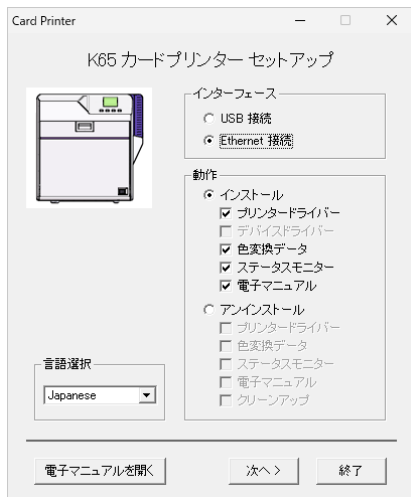 Card Printer
K65 カードプリンター セットアップ
インターフェース
USB 接続
Ethernet 接続
動作
インストール
プリンタードライバー
デバイスドライバー
色変換データ
ステータスモニター
電子マニュアル
アンインストール
プリンタードライバー
色変換データ
ステータスモニター
電子マニュアル
クリーンアップ
言語選択
Japanese
電子マニュアルを開く
次へ >
終了